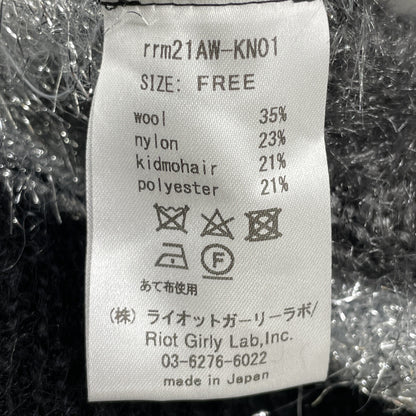 rrm21AW-KN01
SIZE: FREE
wool 35%
nylon 23%
kidmohair 21%
polyester 21%
F
あて布使用
(株) ライオットガーリーラボ/
Riot Girly Lab,Inc.
03-6276-6022
made in Japan